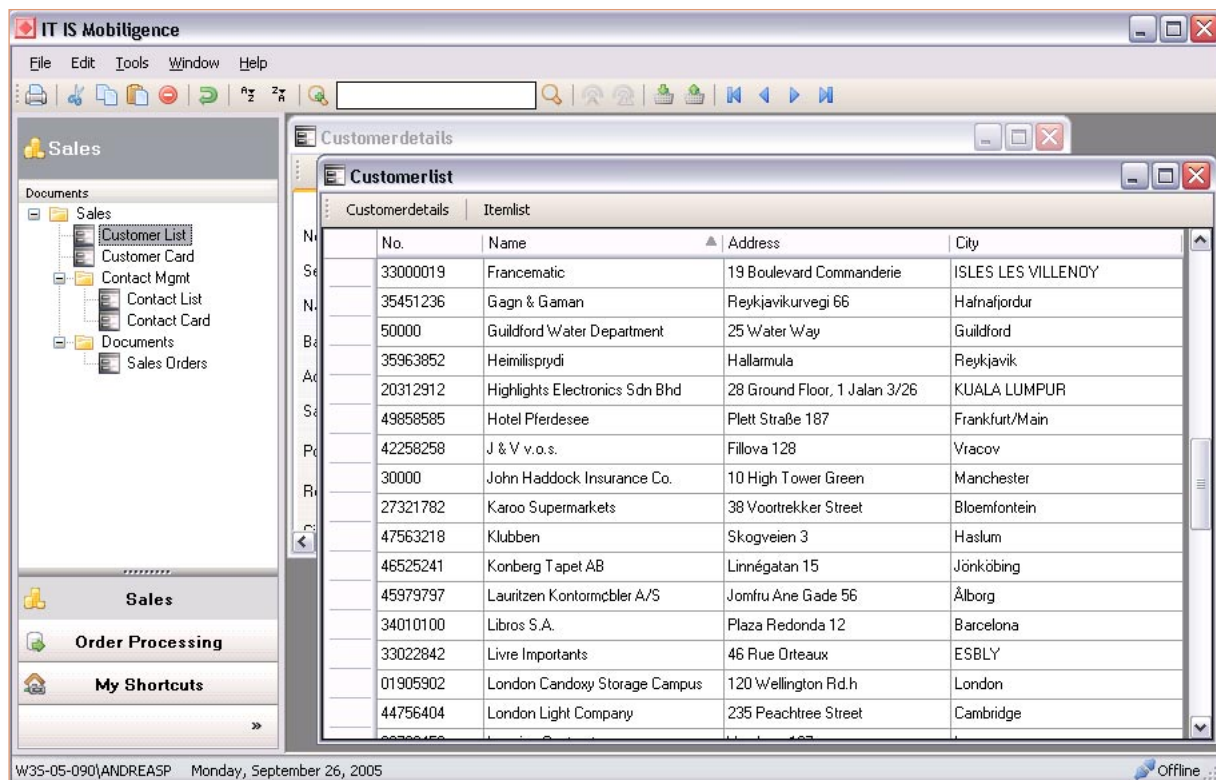 IT IS Mobiligence
File Edit Tools Window Help
Sales
Documents
Sales
Customer List
Customer Card
Contact Mgmt
Contact List
Contact Card
Documents
Sales Orders
Sales
Order Processing
My Shortcuts
»
Customerdetails
Customerlist
Customerdetails Itemlist
No. Name Address City
33000019 Francematic 19 Boulevard Commanderie ISLES LES VILLENOY
35451236 Gagn & Gaman Reykjavikurvegi 66 Hafnafjordur
50000 Guildford Water Department 25 Water Way Guildford
35963852 Heimilisprydi Hallarmula Reykjavik
20312912 Highlights Electronics Sdn Bhd 28 Ground Floor, 1 Jalan 3/26 KUALA LUMPUR
49858585 Hotel Pferdesee Plett Straße 187 Frankfurt/Main
42258258 J & V v.o.s. Fillova 128 Vracov
30000 John Haddock Insurance Co. 10 High Tower Green Manchester
27321782 Karoo Supermarkets 38 Voortrekker Street Bloemfontein
47563218 Klubben Skogveien 3 Haslum
46525241 Konberg Tapet AB Linnégatan 15 Jönköbing
45979797 Lauritzen Kontorm¢bler A/S Jomfru Ane Gade 56 Ålborg
34010100 Libros S.A. Plaza Redonda 12 Barcelona
33022842 Livre Importants 46 Rue Orteaux ESBLY
01905902 London Candoxy Storage Campus 120 Wellington Rd.h London
44756404 London Light Company 235 Peachtree Street Cambridge
W3S-05-090\ANDREASP Monday, September 26, 2005 Offline